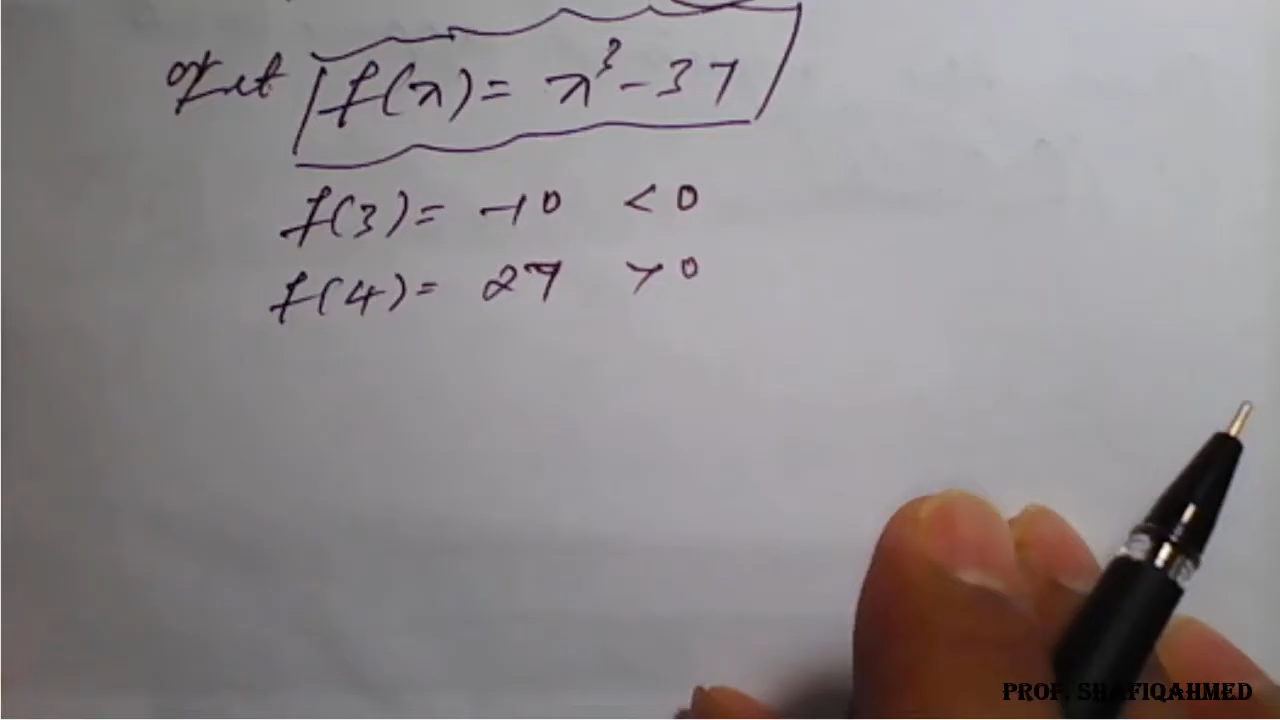 let f(x) = x³ - 37
f(3) = -10 < 0
f(4) = 27 > 0
PROF. SHAFIQAHMED